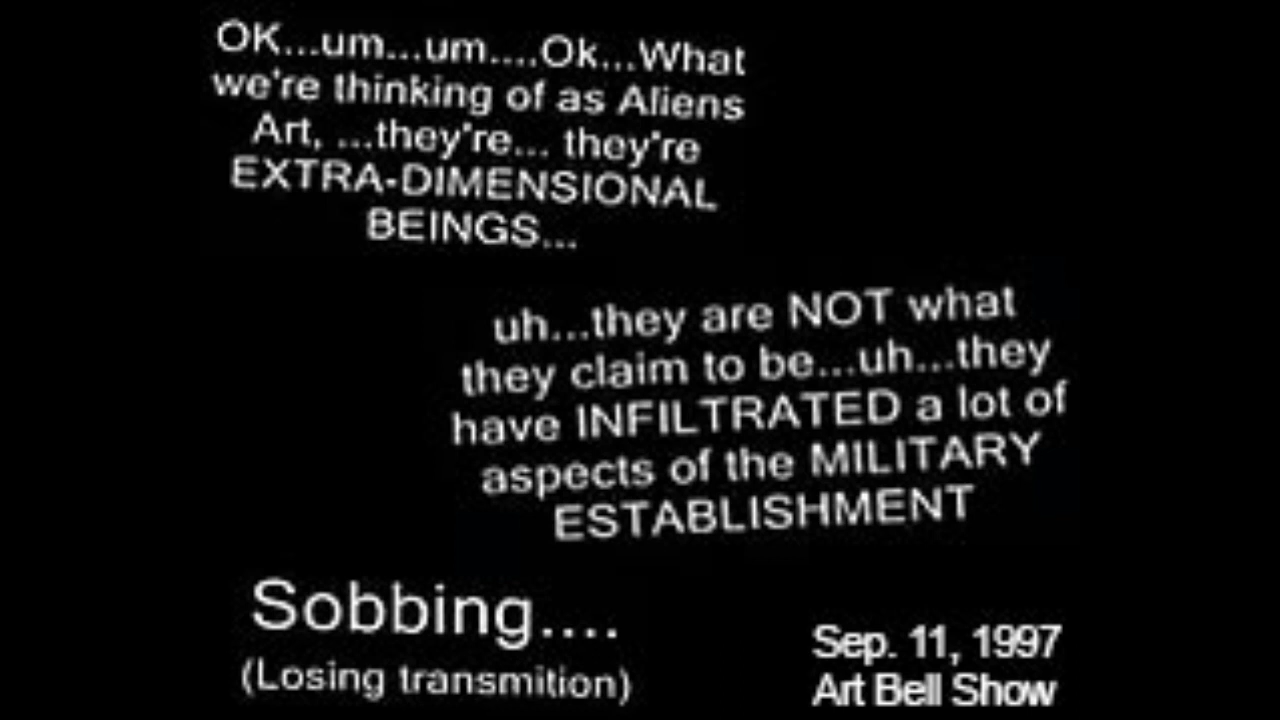 OK...um...um....Ok...What
we're thinking of as Aliens
Art, ...they're... they're
EXTRA-DIMENSIONAL
BEINGS...
uh...they are NOT what
they claim to be...uh...they
have INFILTRATED a lot of
aspects of the MILITARY
ESTABLISHMENT
Sobbing....
(Losing transmition)
Sep. 11, 1997
Art Bell Show